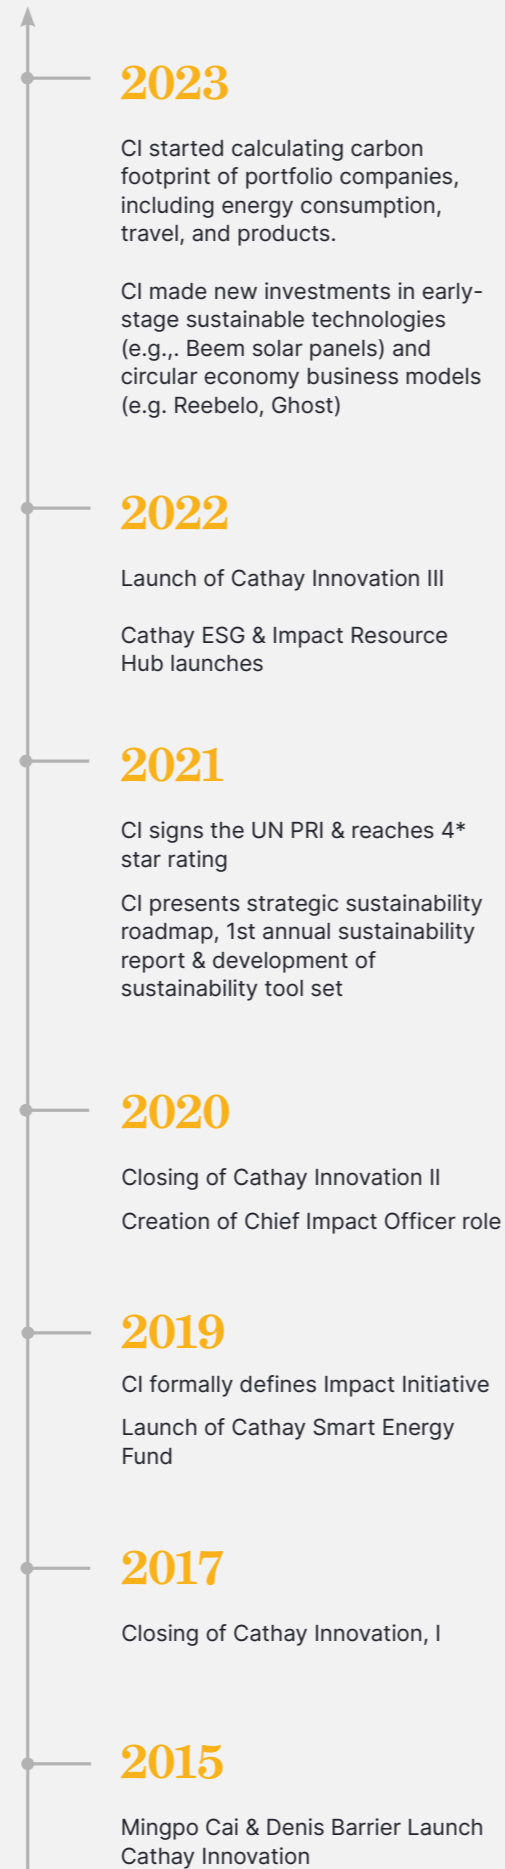 2023
CI started calculating carbon
footprint of portfolio companies,
including energy consumption,
travel, and products.
CI made new investments in early-
stage sustainable technologies
(e.g.,. Beem solar panels) and
circular economy business models
(e.g. Reebelo, Ghost)
2022
Launch of Cathay Innovation III
Cathay ESG & Impact Resource
Hub launches
2021
CI signs the UN PRI & reaches 4*
star rating
CI presents strategic sustainability
roadmap, 1st annual sustainability
report & development of
sustainability tool set
2020
Closing of Cathay Innovation II
Creation of Chief Impact Officer role
2019
CI formally defines Impact Initiative
Launch of Cathay Smart Energy
Fund
2017
Closing of Cathay Innovation, I
2015
Mingpo Cai & Denis Barrier Launch
Cathay Innovation